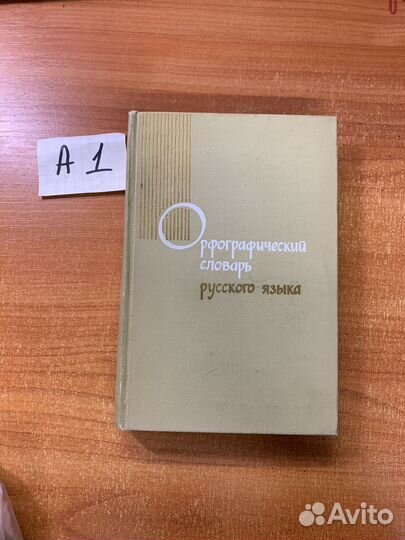 А 1
Орфографический
словарь
русского языка
Avito